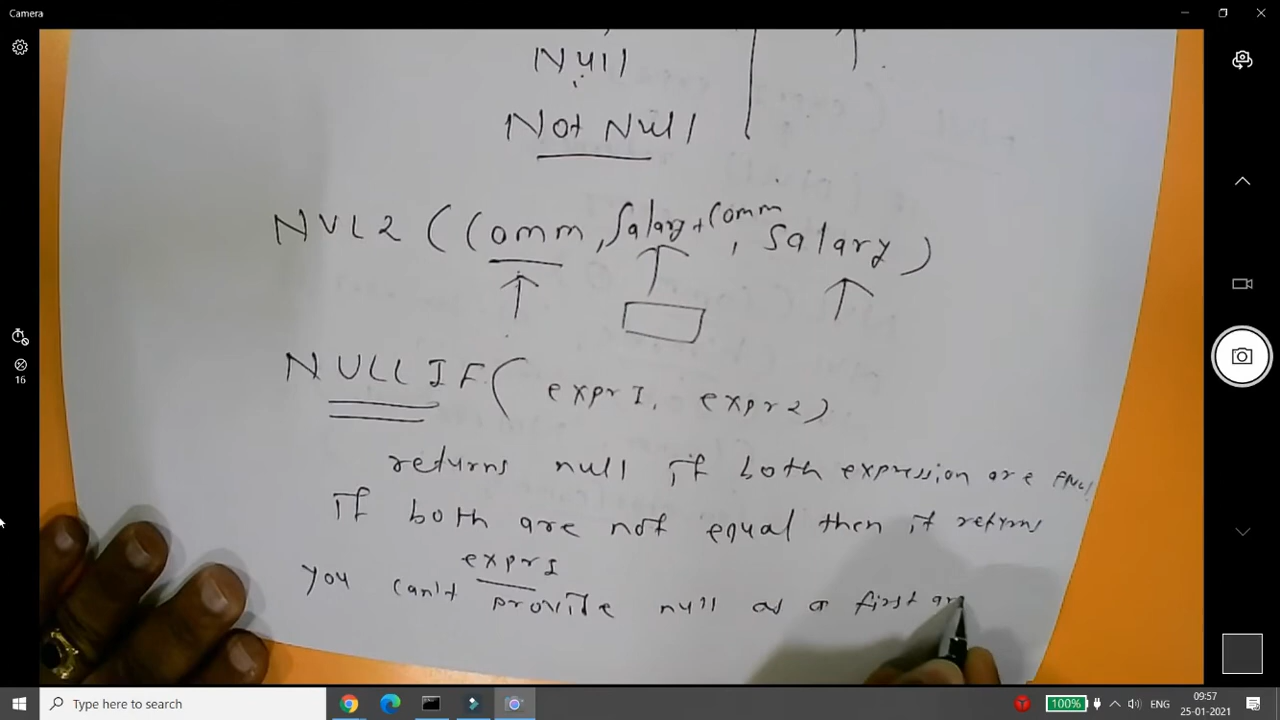 Camera
Null
Not Null
NVL2 (Comm, Salary + Comm, Salary)
NULLIF( expr1, expr2)
returns null if both expression are
If both are not equal then it returns
expr1
you can't provide null as a first
16
Type here to search
100%
ENG
09:57
25-01-2021